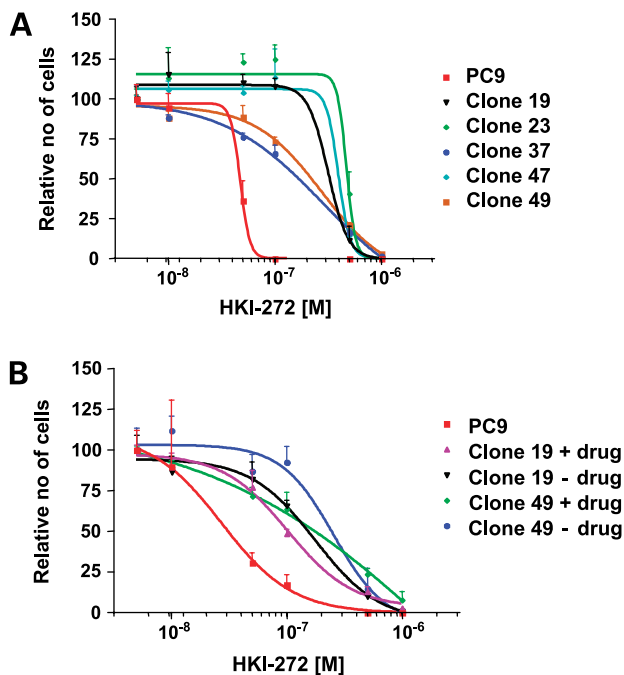 A
Relative no of cells
150
125
100
75
50
25
0
10⁻⁸
10⁻⁷
10⁻⁶
HKI-272 [M]
PC9
Clone 19
Clone 23
Clone 37
Clone 47
Clone 49
B
Relative no of cells
150
125
100
75
50
25
0
10⁻⁸
10⁻⁷
10⁻⁶
HKI-272 [M]
PC9
Clone 19 + drug
Clone 19 - drug
Clone 49 + drug
Clone 49 - drug